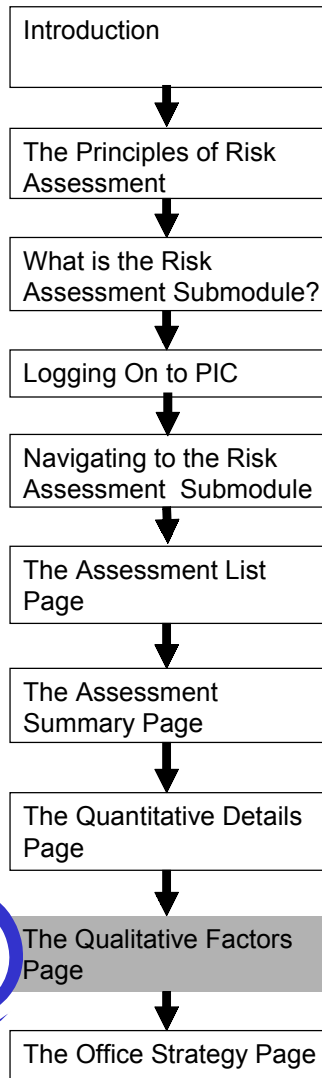 Introduction
The Principles of Risk
Assessment
What is the Risk
Assessment Submodule?
Logging On to PIC
Navigating to the Risk
Assessment Submodule
The Assessment List
Page
The Assessment
Summary Page
The Quantitative Details
Page
The Qualitative Factors
Page
The Office Strategy Page